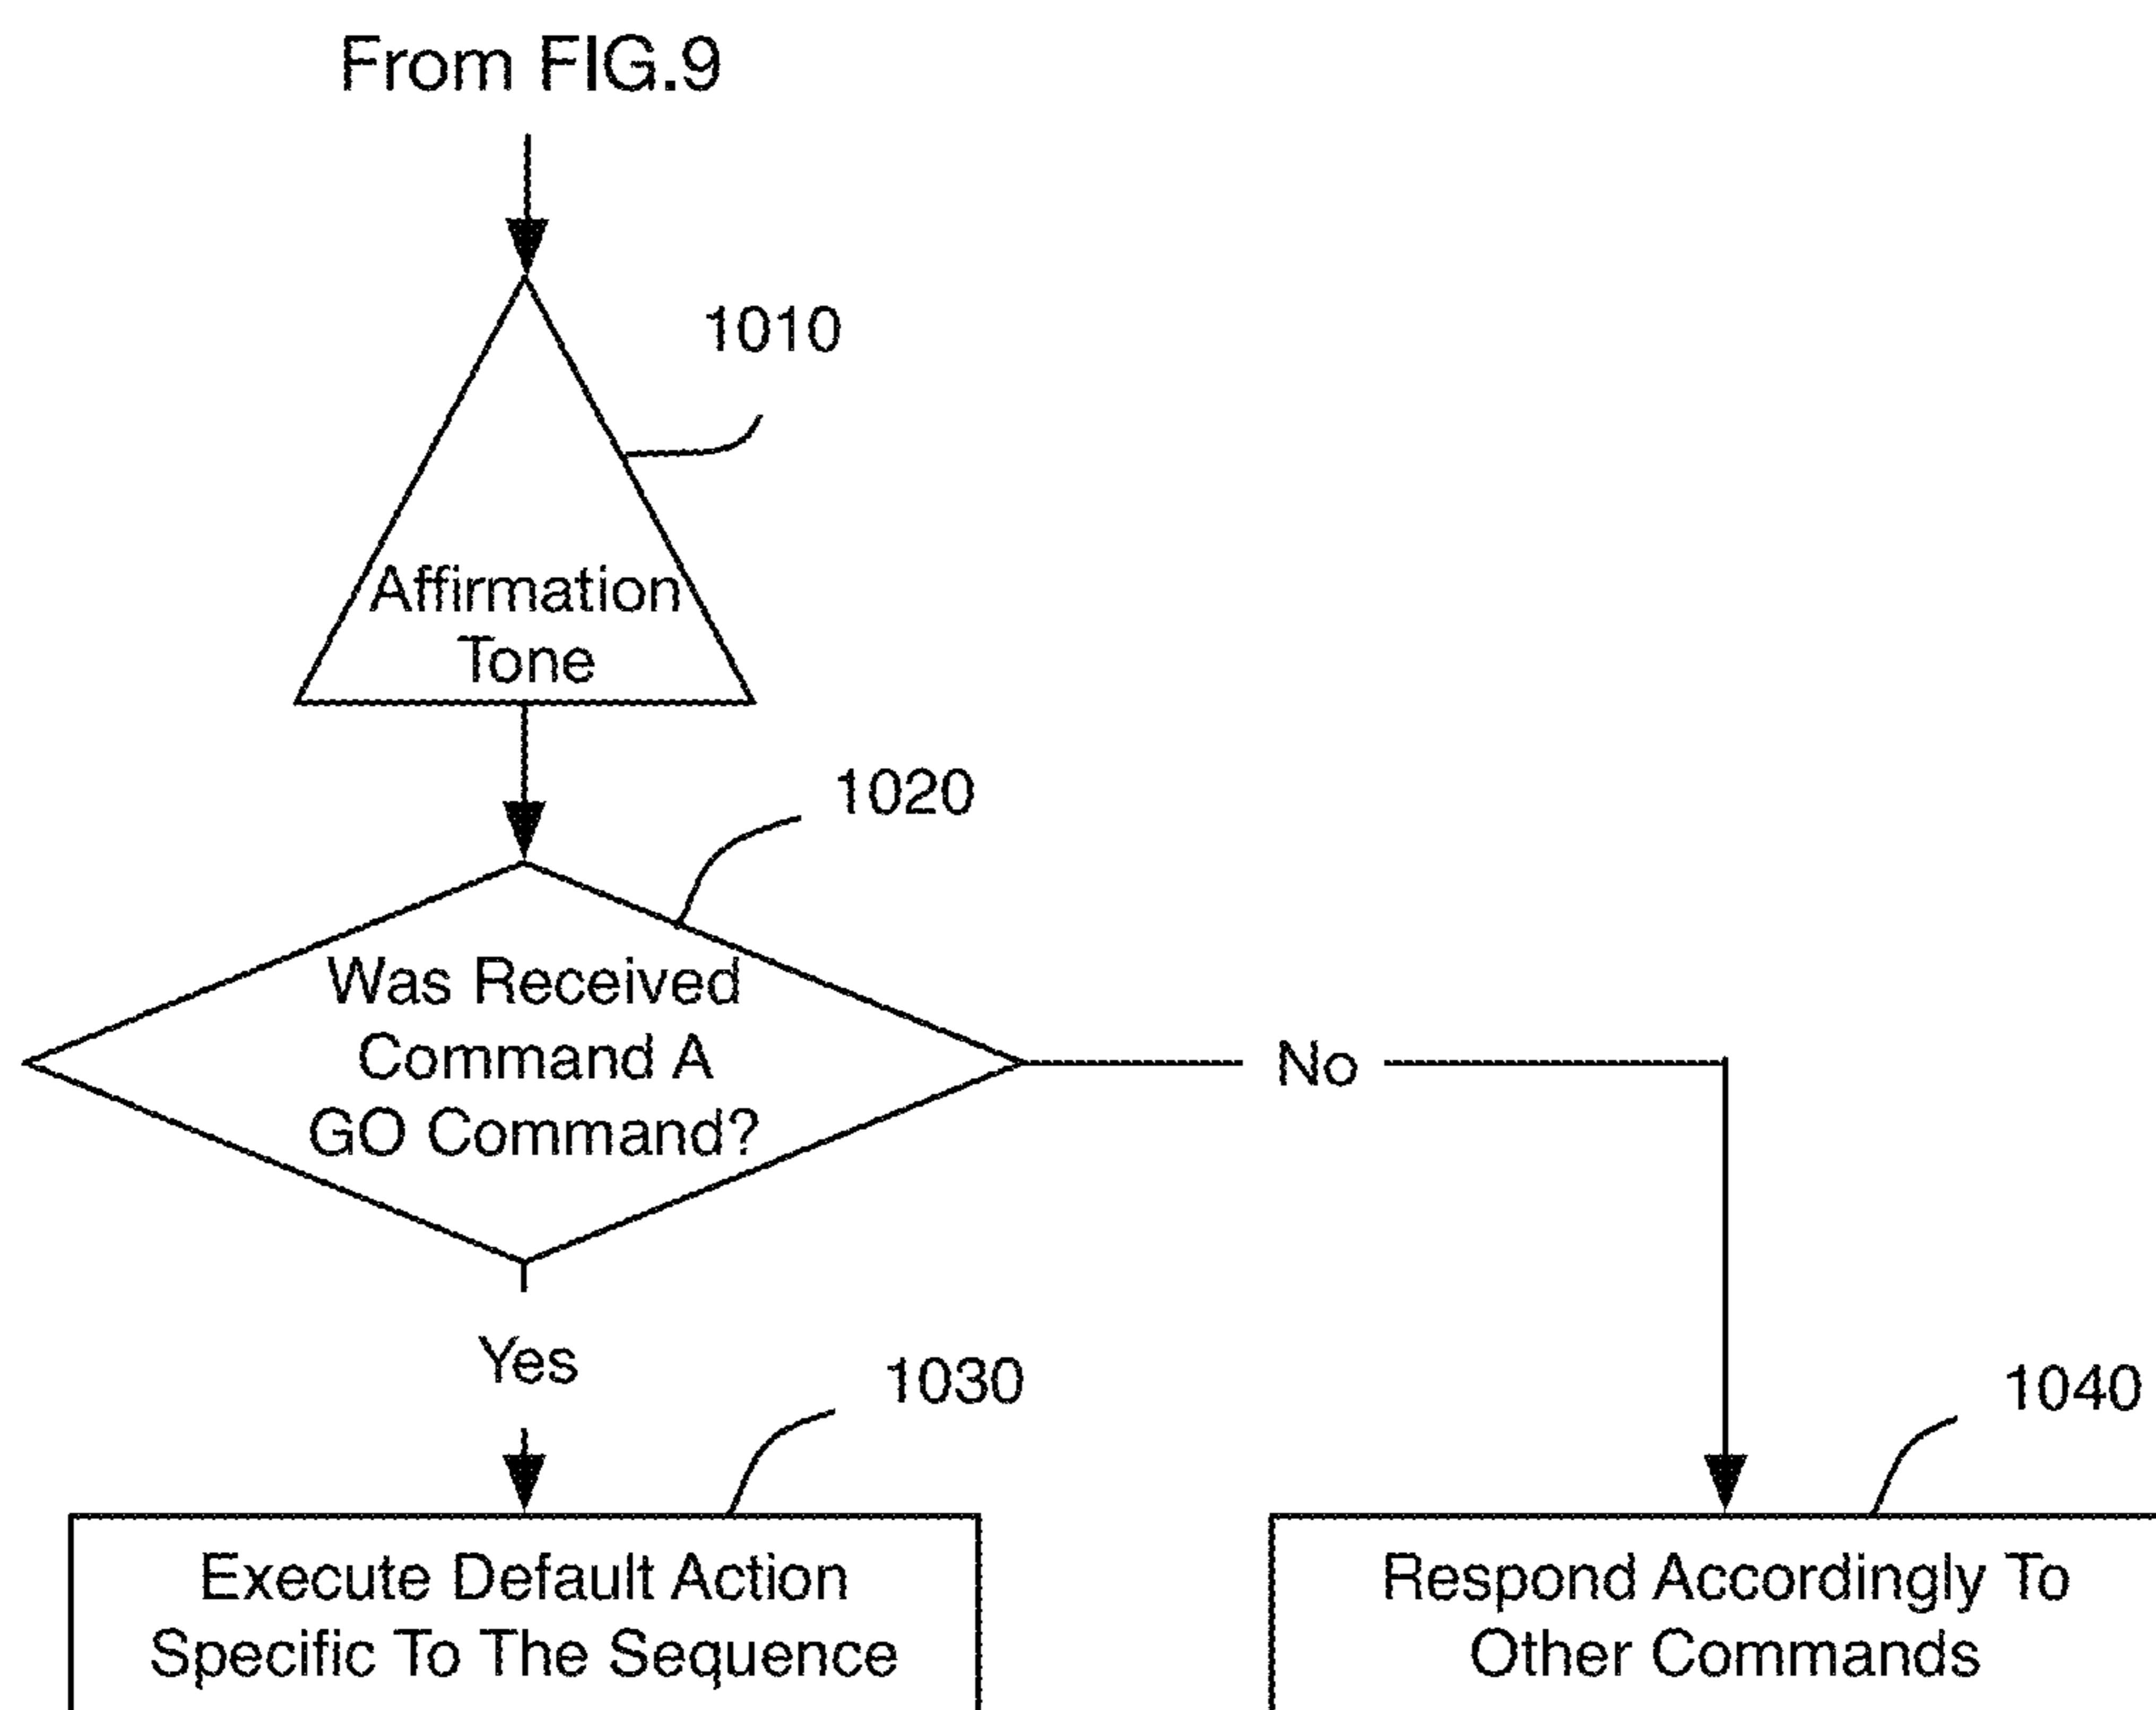 From FIG.9
1010
Affirmation
Tone
1020
Was Received
Command A
GO Command?
No
Yes
1030
1040
Execute Default Action
Specific To The Sequence
Respond Accordingly To
Other Commands